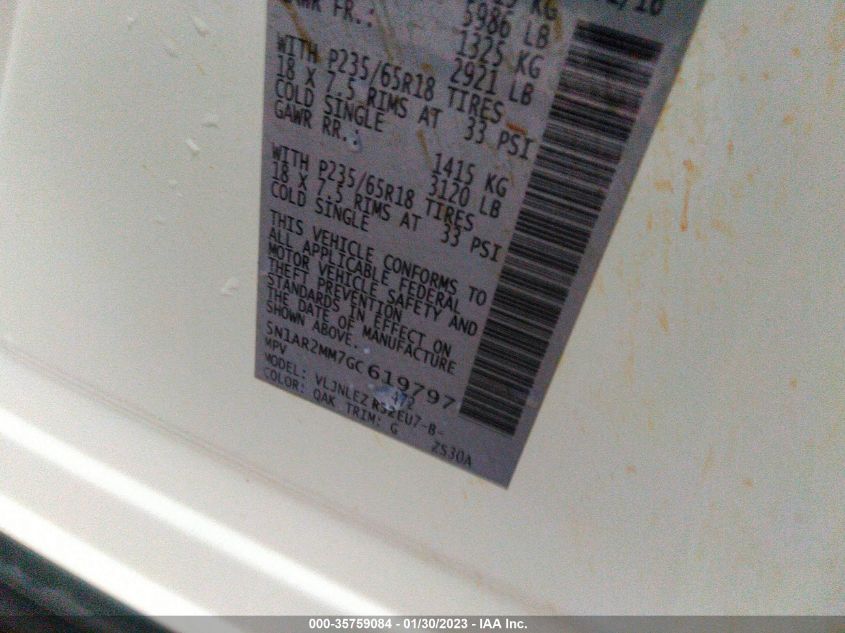 5986 LB
GAWR FR.: 1325 KG
2921 LB
WITH P235/65R18 TIRES
18 X 7.5 RIMS AT 33 PSI
COLD SINGLE
GAWR RR.: 1415 KG
3120 LB
WITH P235/65R18 TIRES
18 X 7.5 RIMS AT 33 PSI
COLD SINGLE
THIS VEHICLE CONFORMS TO
ALL APPLICABLE FEDERAL
MOTOR VEHICLE SAFETY AND
THEFT PREVENTION
STANDARDS IN EFFECT ON
THE DATE OF MANUFACTURE
SHOWN ABOVE.
5N1AR2MM7GC619797
MPV 472
MODEL: VLJNLEZ R52EU7-B-
COLOR: QAK TRIM: G ZS30A
000-35759084 - 01/30/2023 - IAA Inc.